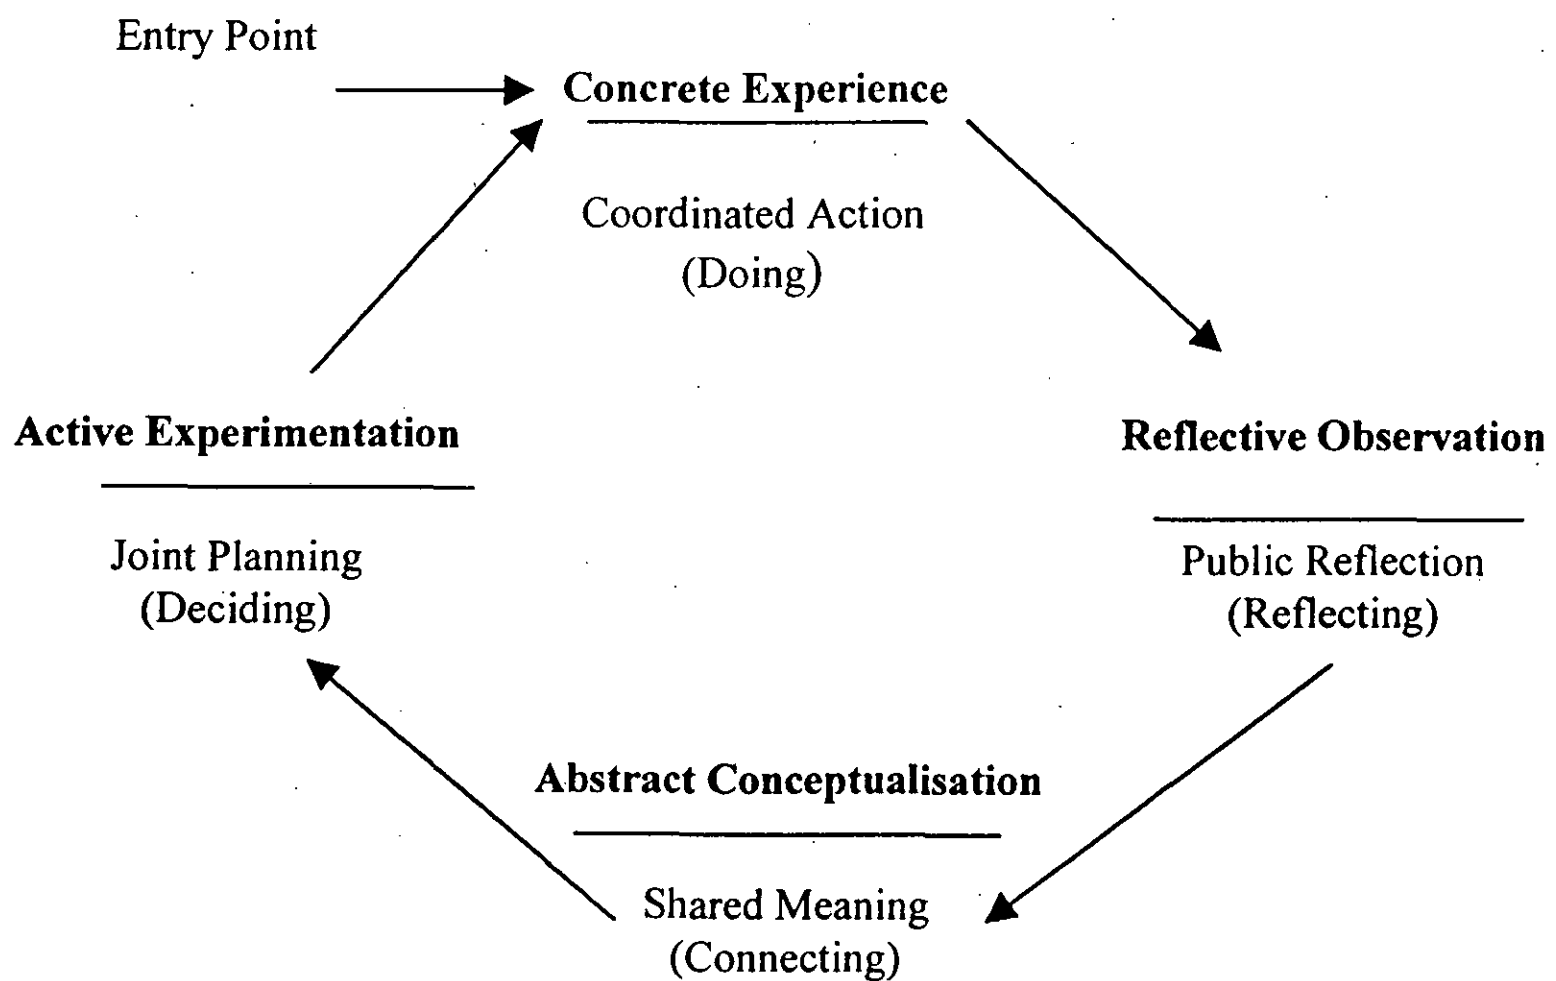 Entry Point
Concrete Experience
Coordinated Action
(Doing)
Active Experimentation
Joint Planning
(Deciding)
Reflective Observation
Public Reflection
(Reflecting)
Abstract Conceptualisation
Shared Meaning
(Connecting)